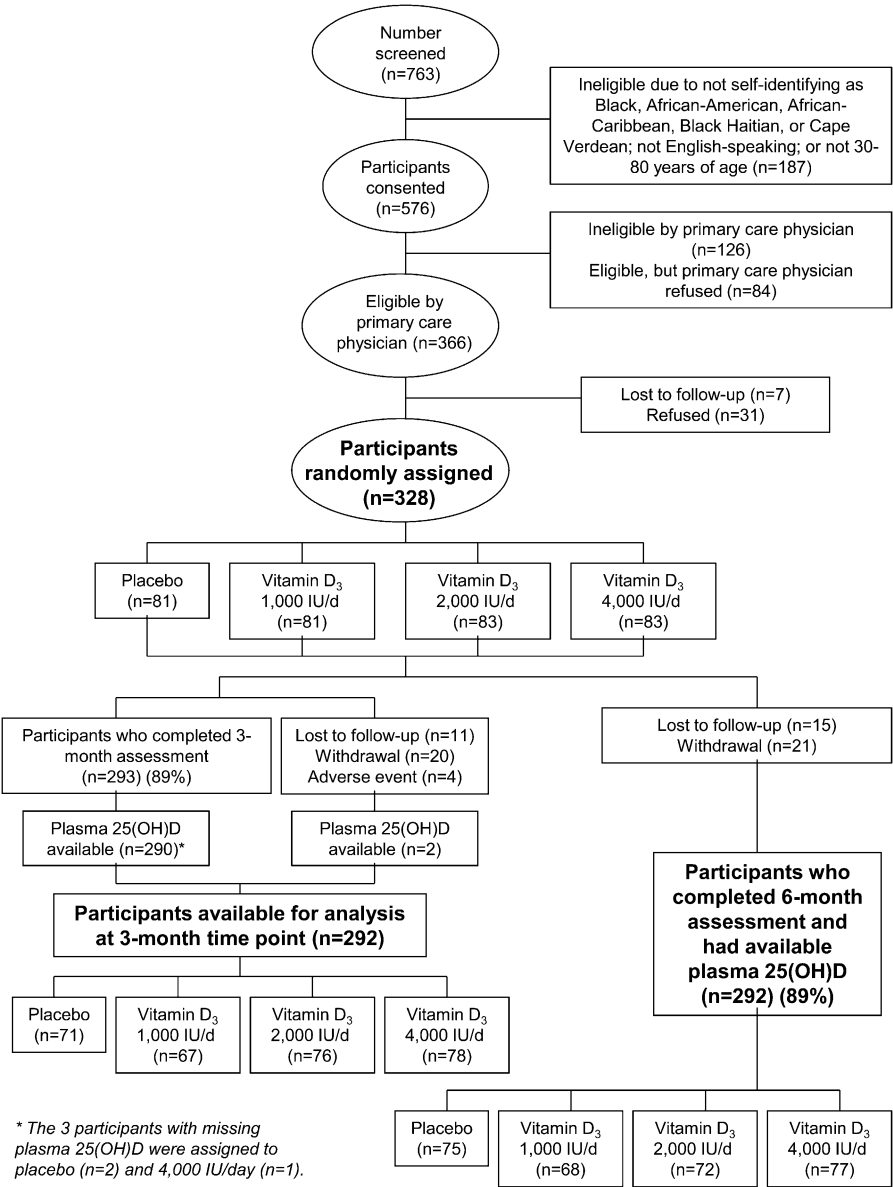 Number
screened
(n=763)
Ineligible due to not self-identifying as
Black, African-American, African-
Caribbean, Black Haitian, or Cape
Verdean; not English-speaking; or not 30-
80 years of age (n=187)
Participants
consented
(n=576)
Ineligible by primary care physician
(n=126)
Eligible, but primary care physician
refused (n=84)
Eligible by
primary care
physician (n=366)
Lost to follow-up (n=7)
Refused (n=31)
Participants
randomly assigned
(n=328)
Placebo
(n=81)
Vitamin D3
1,000 IU/d
(n=81)
Vitamin D3
2,000 IU/d
(n=83)
Vitamin D3
4,000 IU/d
(n=83)
Participants who completed 3-
month assessment
(n=293) (89%)
Lost to follow-up (n=11)
Withdrawal (n=20)
Adverse event (n=4)
Lost to follow-up (n=15)
Withdrawal (n=21)
Plasma 25(OH)D
available (n=290)*
Plasma 25(OH)D
available (n=2)
Participants available for analysis
at 3-month time point (n=292)
Participants who
completed 6-month
assessment and
had available
plasma 25(OH)D
(n=292) (89%)
Placebo
(n=71)
Vitamin D3
1,000 IU/d
(n=67)
Vitamin D3
2,000 IU/d
(n=76)
Vitamin D3
4,000 IU/d
(n=78)
Placebo
(n=75)
Vitamin D3
1,000 IU/d
(n=68)
Vitamin D3
2,000 IU/d
(n=72)
Vitamin D3
4,000 IU/d
(n=77)
* The 3 participants with missing
plasma 25(OH)D were assigned to
placebo (n=2) and 4,000 IU/day (n=1).